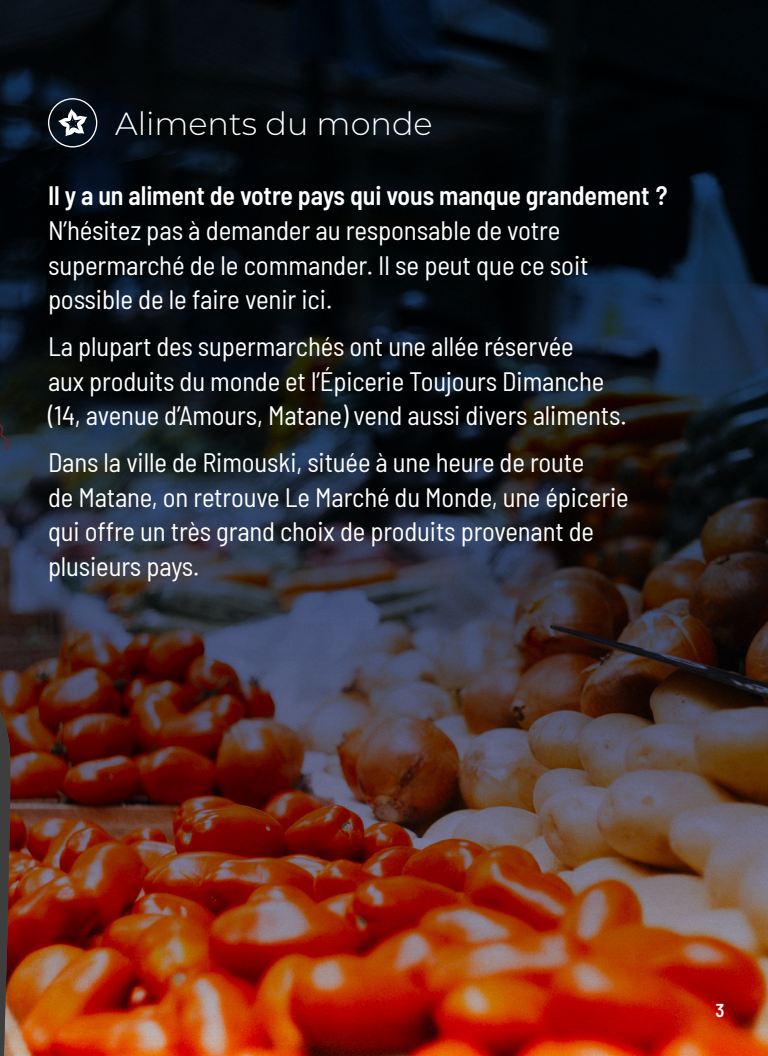 Aliments du monde
Il y a un aliment de votre pays qui vous manque grandement ?
N’hésitez pas à demander au responsable de votre
supermarché de le commander. Il se peut que ce soit
possible de le faire venir ici.
La plupart des supermarchés ont une allée réservée
aux produits du monde et l’Épicerie Toujours Dimanche
(14, avenue d’Amours, Matane) vend aussi divers aliments.
Dans la ville de Rimouski, située à une heure de route
de Matane, on retrouve Le Marché du Monde, une épicerie
qui offre un très grand choix de produits provenant de
plusieurs pays.
3